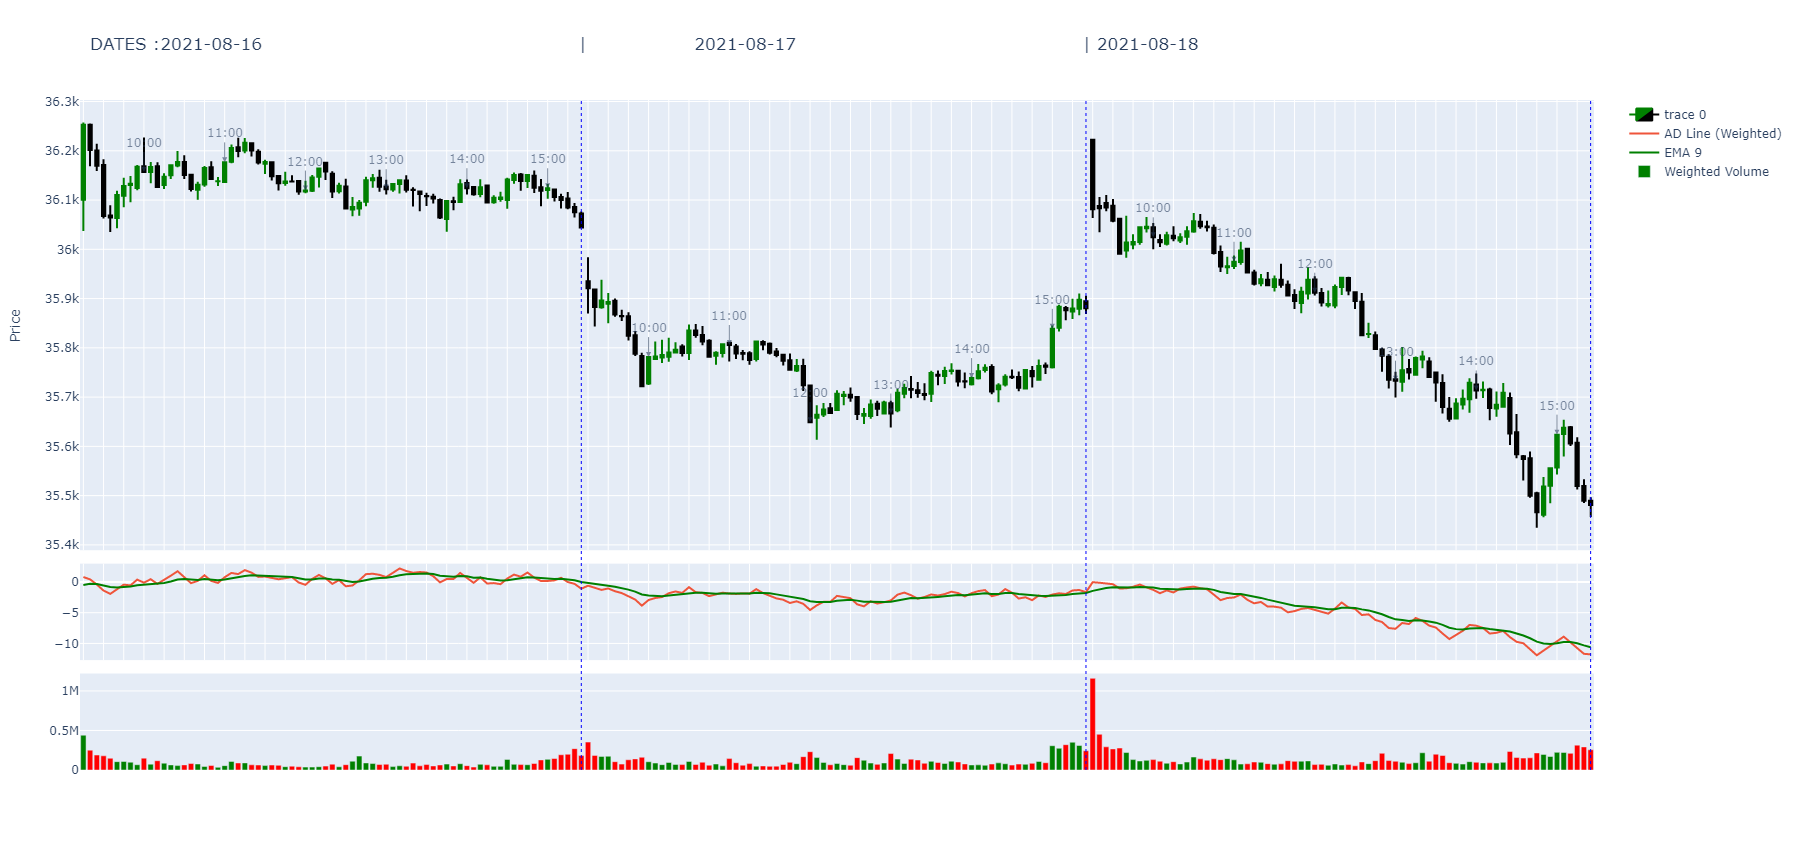 DATES :2021-08-16 | 2021-08-17 | 2021-08-18
36.3k
36.2k
36.1k
36k
35.9k
35.8k
35.7k
35.6k
35.5k
35.4k
Price
10:00 11:00 12:00 13:00 14:00 15:00
10:00 11:00 12:00 13:00 14:00 15:00
10:00 11:00 12:00 13:00 14:00 15:00
0
−5
−10
1M
0.5M
0
trace 0
AD Line (Weighted)
EMA 9
Weighted Volume